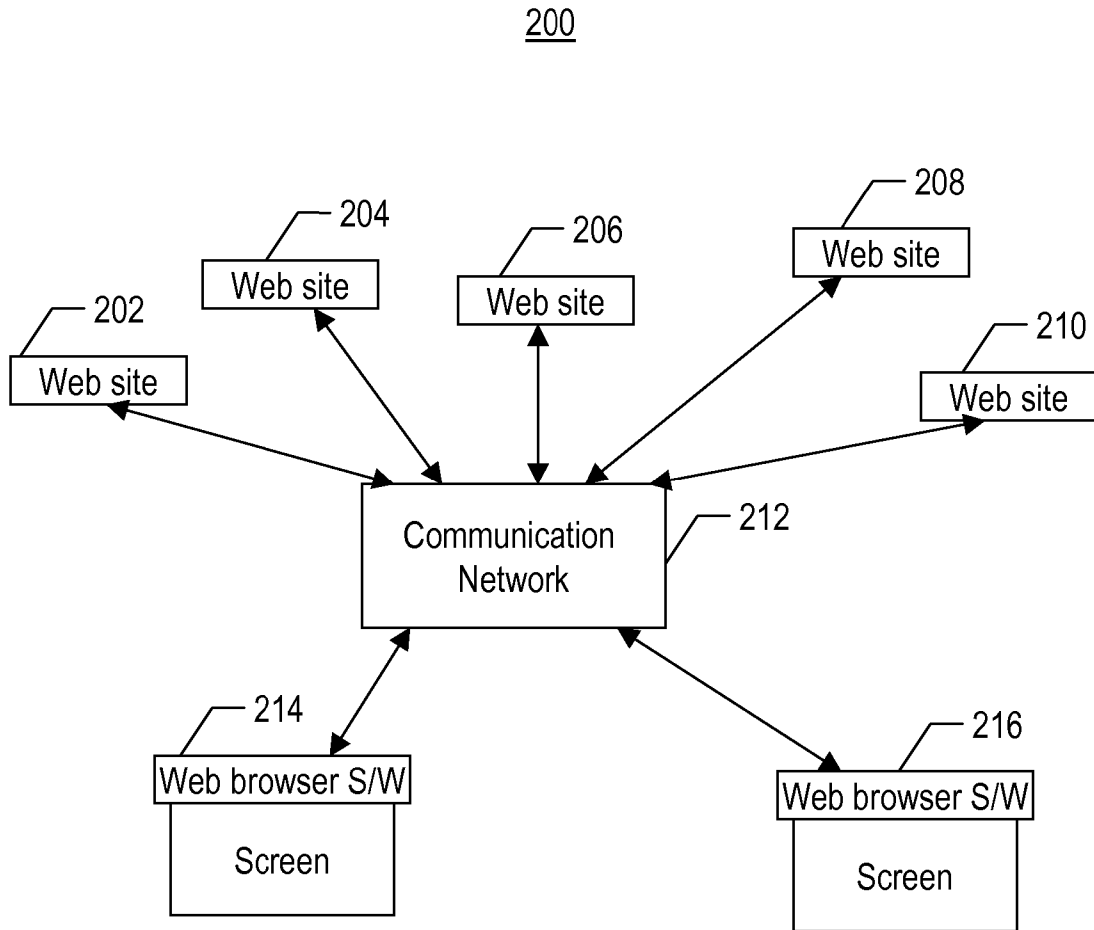 200
208
204
206
Web site
Web site
Web site
202
210
Web site
Web site
212
Communication
Network
214
216
Web browser S/W
Web browser S/W
Screen
Screen